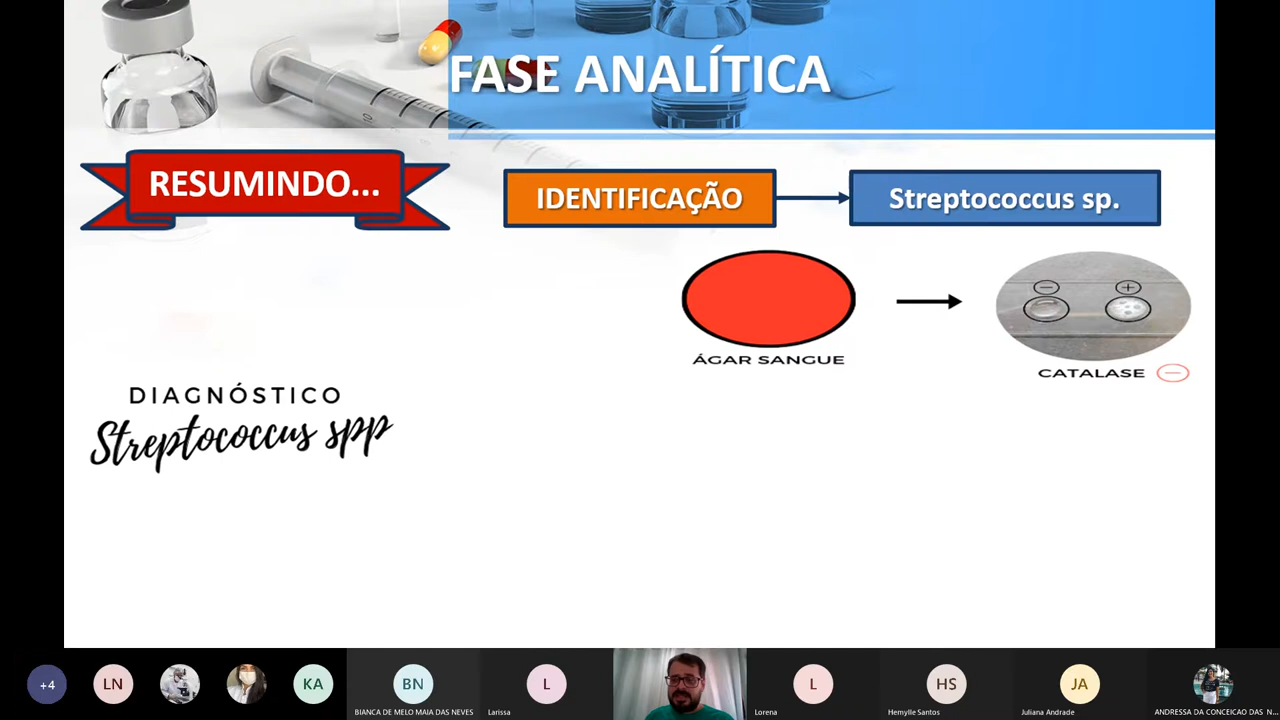 FASE ANALÍTICA
RESUMINDO...
IDENTIFICAÇÃO
Streptococcus sp.
ÁGAR SANGUE
CATALASE
DIAGNÓSTICO
Streptococcus spp
+4
LN
KA
BN
BIANCA DE MELO MAIA DAS NEVES
L
Larissa
L
Lorena
HS
Hemylle Santos
JA
Juliana Andrade
ANDRESSA DA CONCEICAO DAS N...